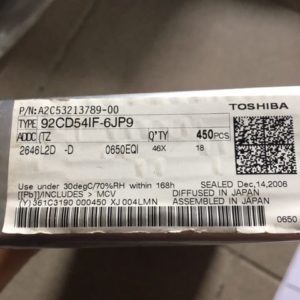 P/N:A2C53213789-00
TOSHIBA
TYPE 92CD54IF-6JP9
ADDC (TZ Q'TY 450PCS
2646L2D -D 0650EQI 46X 18
Use under 30degC/70%RH within 168h SEALED Dec,14,2006
[[Pb]]INCLUDES > MCV DIFFUSED IN JAPAN
(Y) 361C3190 000450 XJ 004LMN ASSEMBLED IN JAPAN
0650